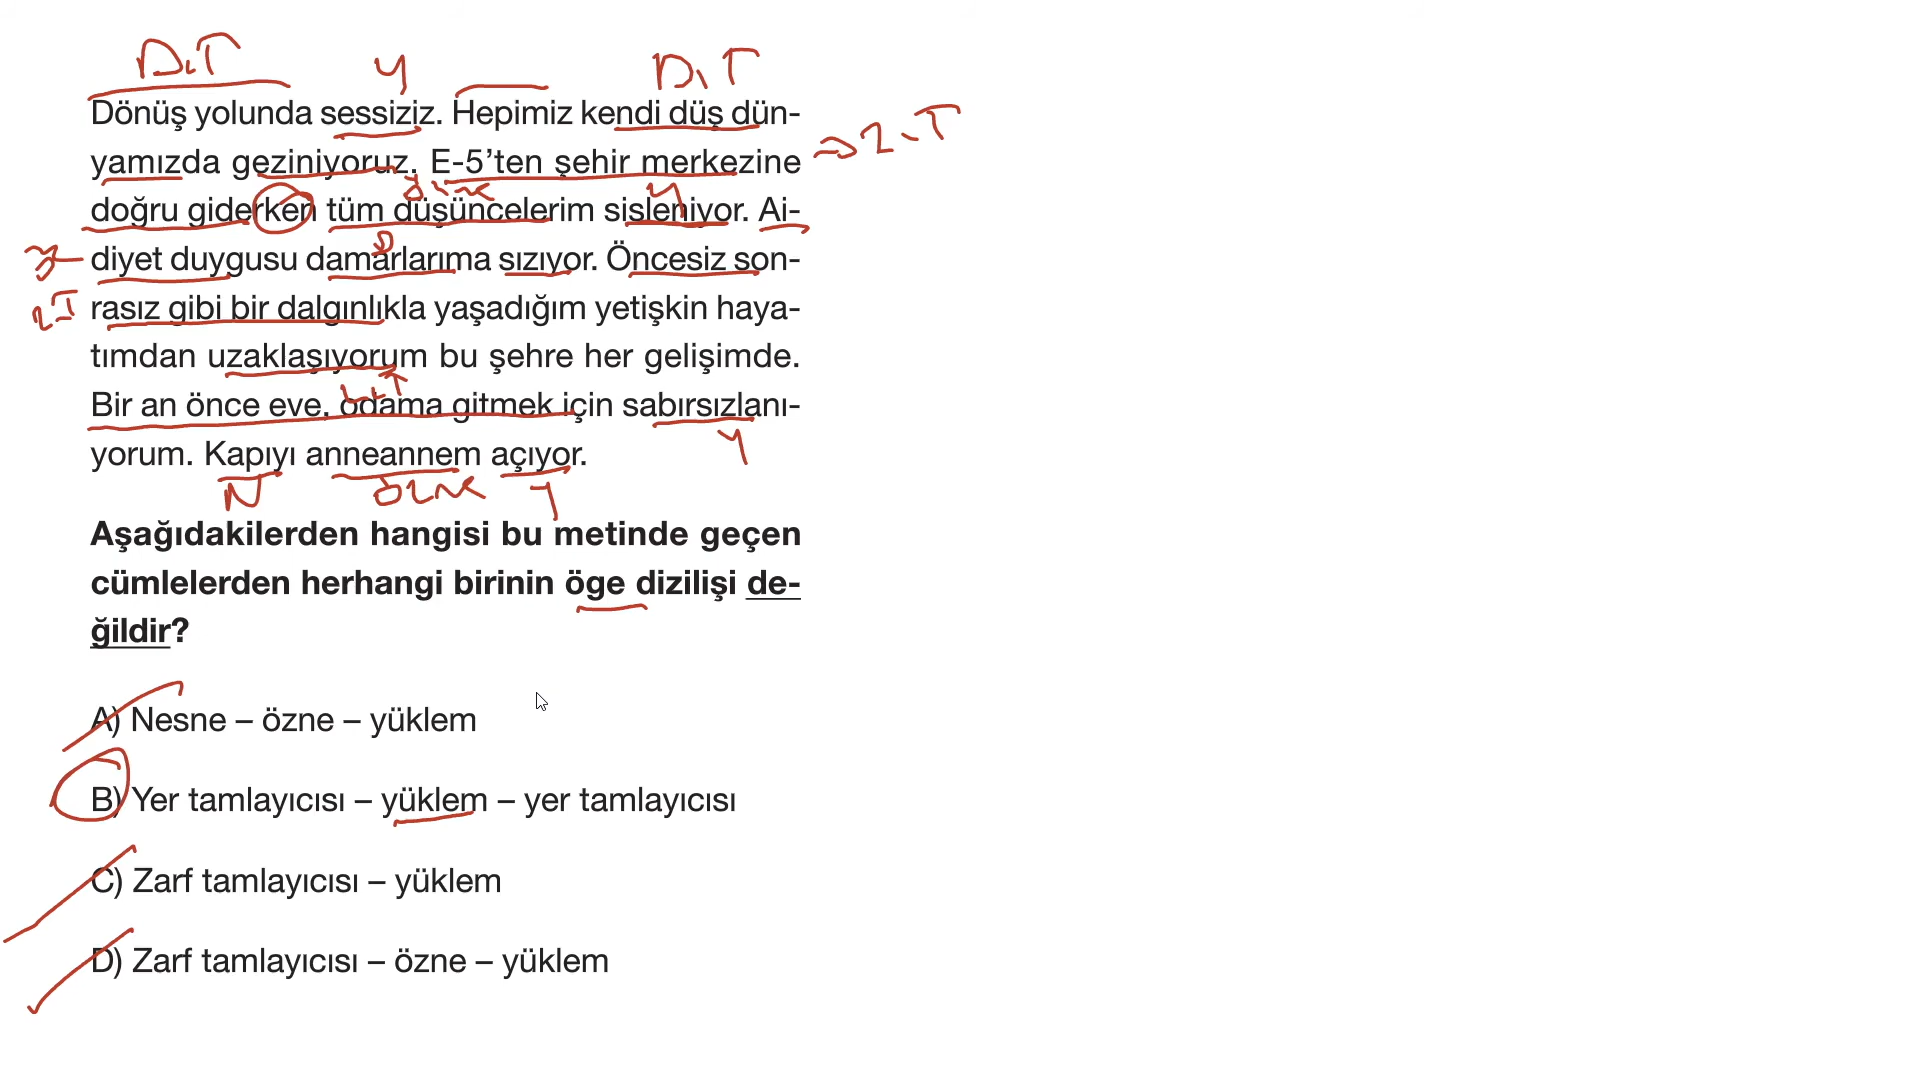 D.T y D.T
Dönüş yolunda sessiziz. Hepimiz kendi düş dün-
yamızda geziniyoruz. E-5'ten şehir merkezine ⇒ Z.T
özne y
doğru giderken tüm düşüncelerim sisleniyor. Ai-
diyet duygusu damarlarıma sızıyor. Öncesiz son-
rasız gibi bir dalgınlıkla yaşadığım yetişkin haya-
tımdan uzaklaşıyorum bu şehre her gelişimde.
Bir an önce eve, odama gitmek için sabırsızlanı-
yorum. Kapıyı anneannem açıyor. y
N özne y
Aşağıdakilerden hangisi bu metinde geçen
cümlelerden herhangi birinin öge dizilişi de-
ğildir?
A) Nesne – özne – yüklem
B) Yer tamlayıcısı – yüklem – yer tamlayıcısı
C) Zarf tamlayıcısı – yüklem
D) Zarf tamlayıcısı – özne – yüklem